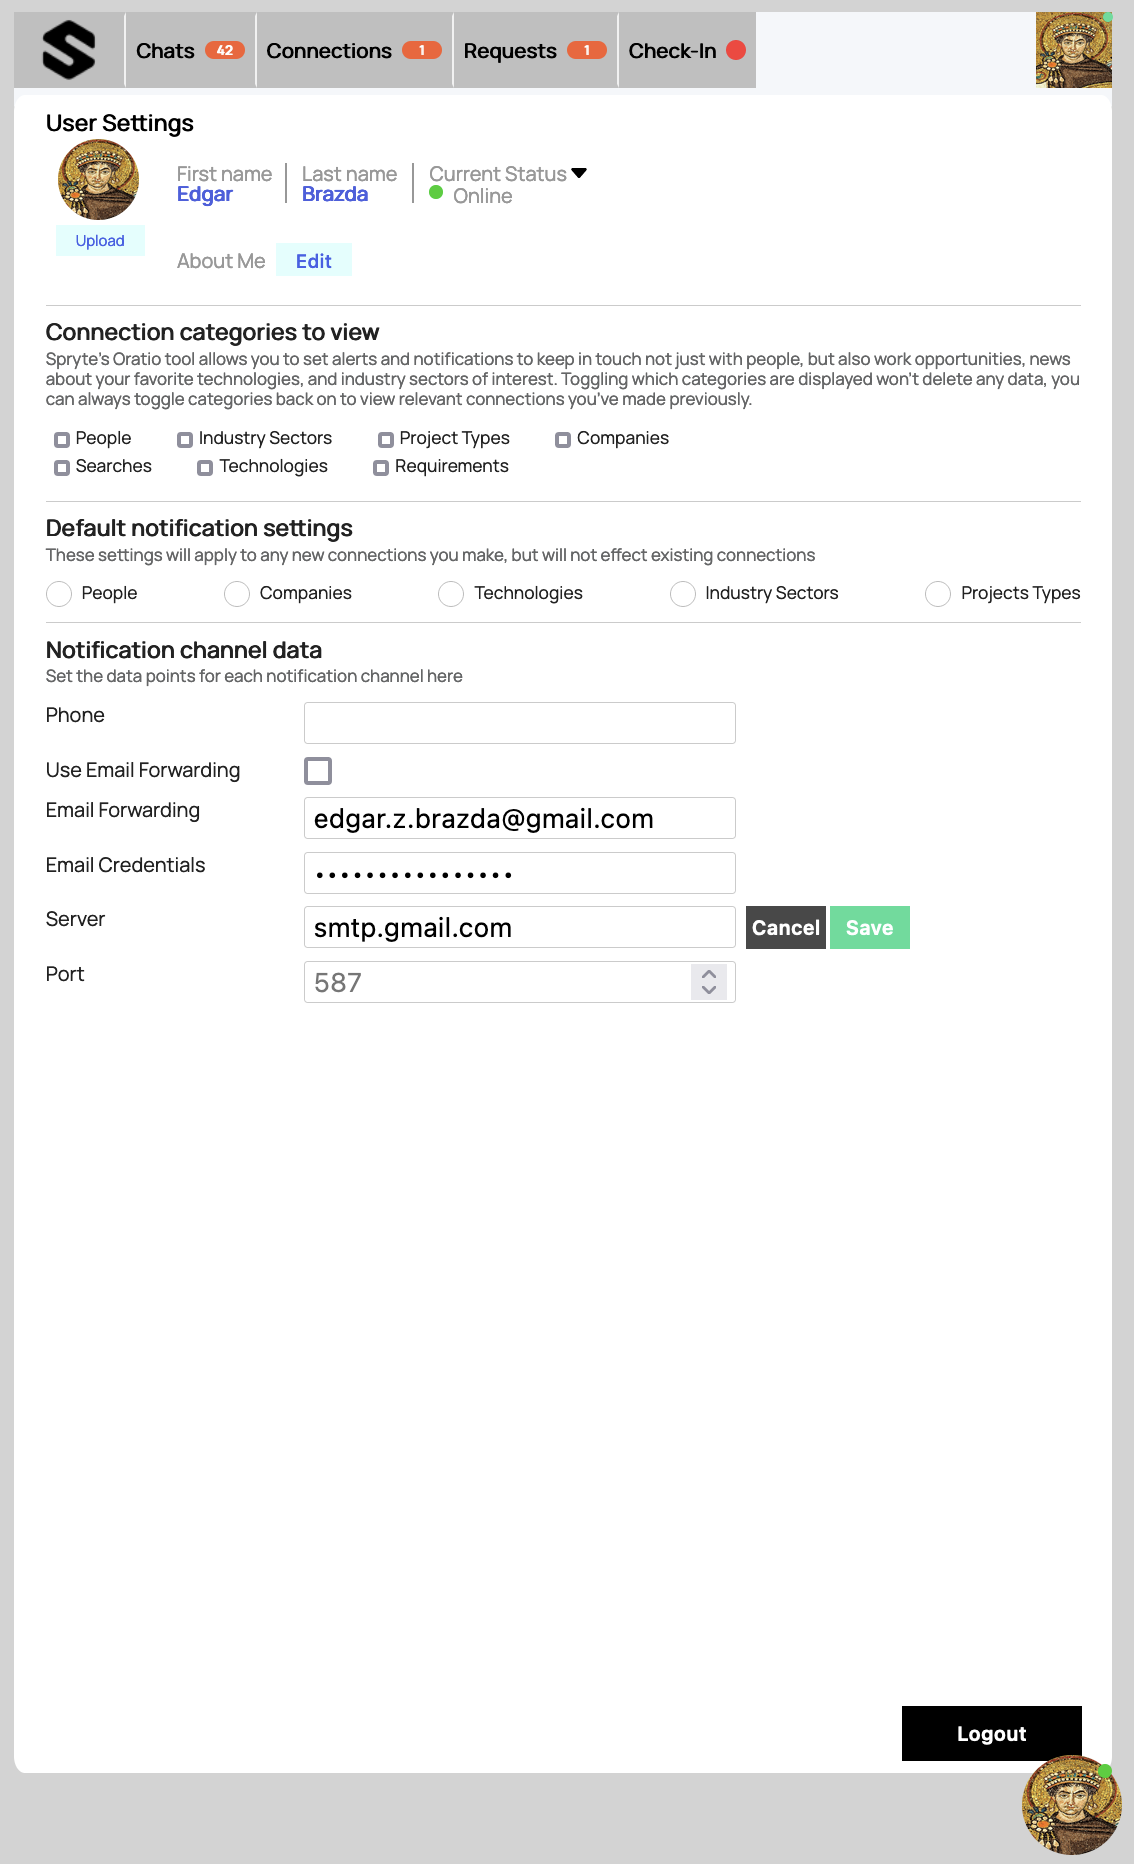 Chats 42 Connections 1 Requests 1 Check-In
User Settings
First name Last name Current Status
Edgar Brazda Online
Upload
About Me Edit
Connection categories to view
Spryte's Oratio tool allows you to set alerts and notifications to keep in touch not just with people, but also work opportunities, news
about your favorite technologies, and industry sectors of interest. Toggling which categories are displayed won't delete any data, you
can always toggle categories back on to view relevant connections you've made previously.
People Industry Sectors Project Types Companies
Searches Technologies Requirements
Default notification settings
These settings will apply to any new connections you make, but will not effect existing connections
People Companies Technologies Industry Sectors Projects Types
Notification channel data
Set the data points for each notification channel here
Phone
Use Email Forwarding
Email Forwarding edgar.z.brazda@gmail.com
Email Credentials ••••••••••••••••
Server smtp.gmail.com Cancel Save
Port 587
Logout